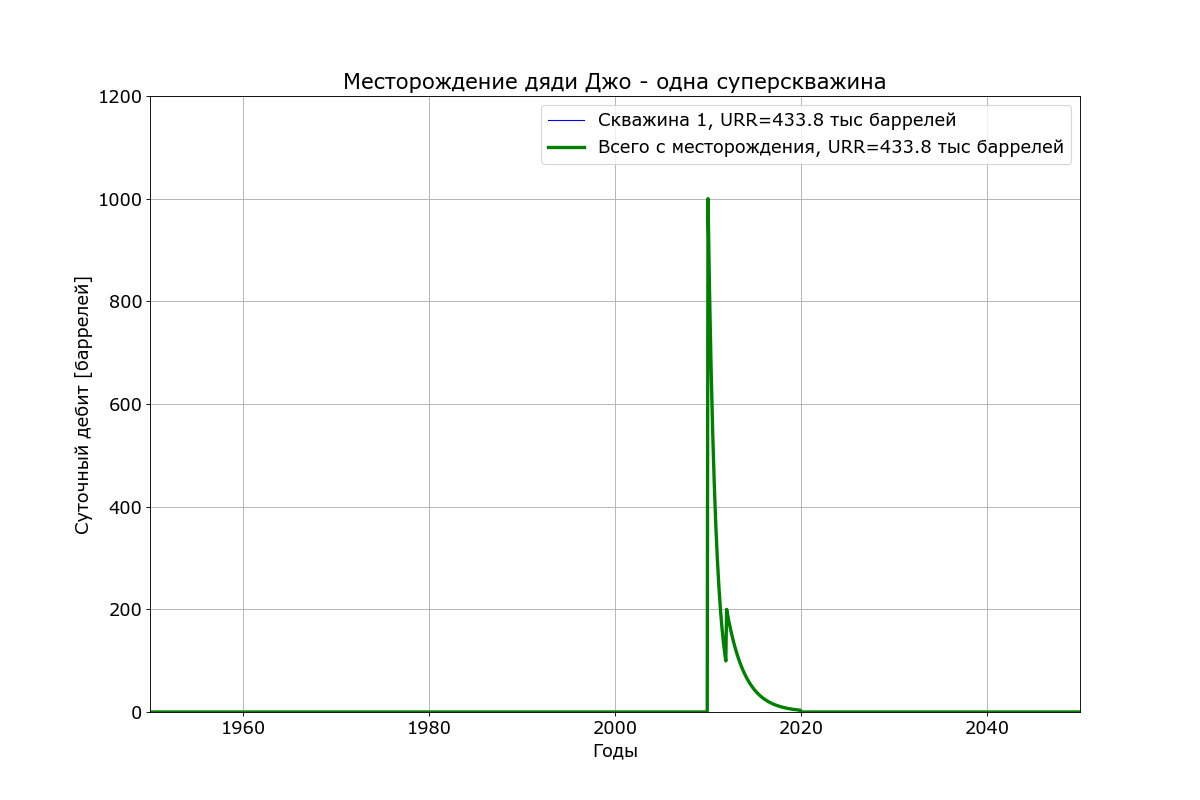 Месторождение дяди Джо - одна суперскважина
Скважина 1, URR=433.8 тыс баррелей
Всего с месторождения, URR=433.8 тыс баррелей
Суточный дебит [баррелей]
1200
1000
800
600
400
200
0
1960
1980
2000
2020
2040
Годы